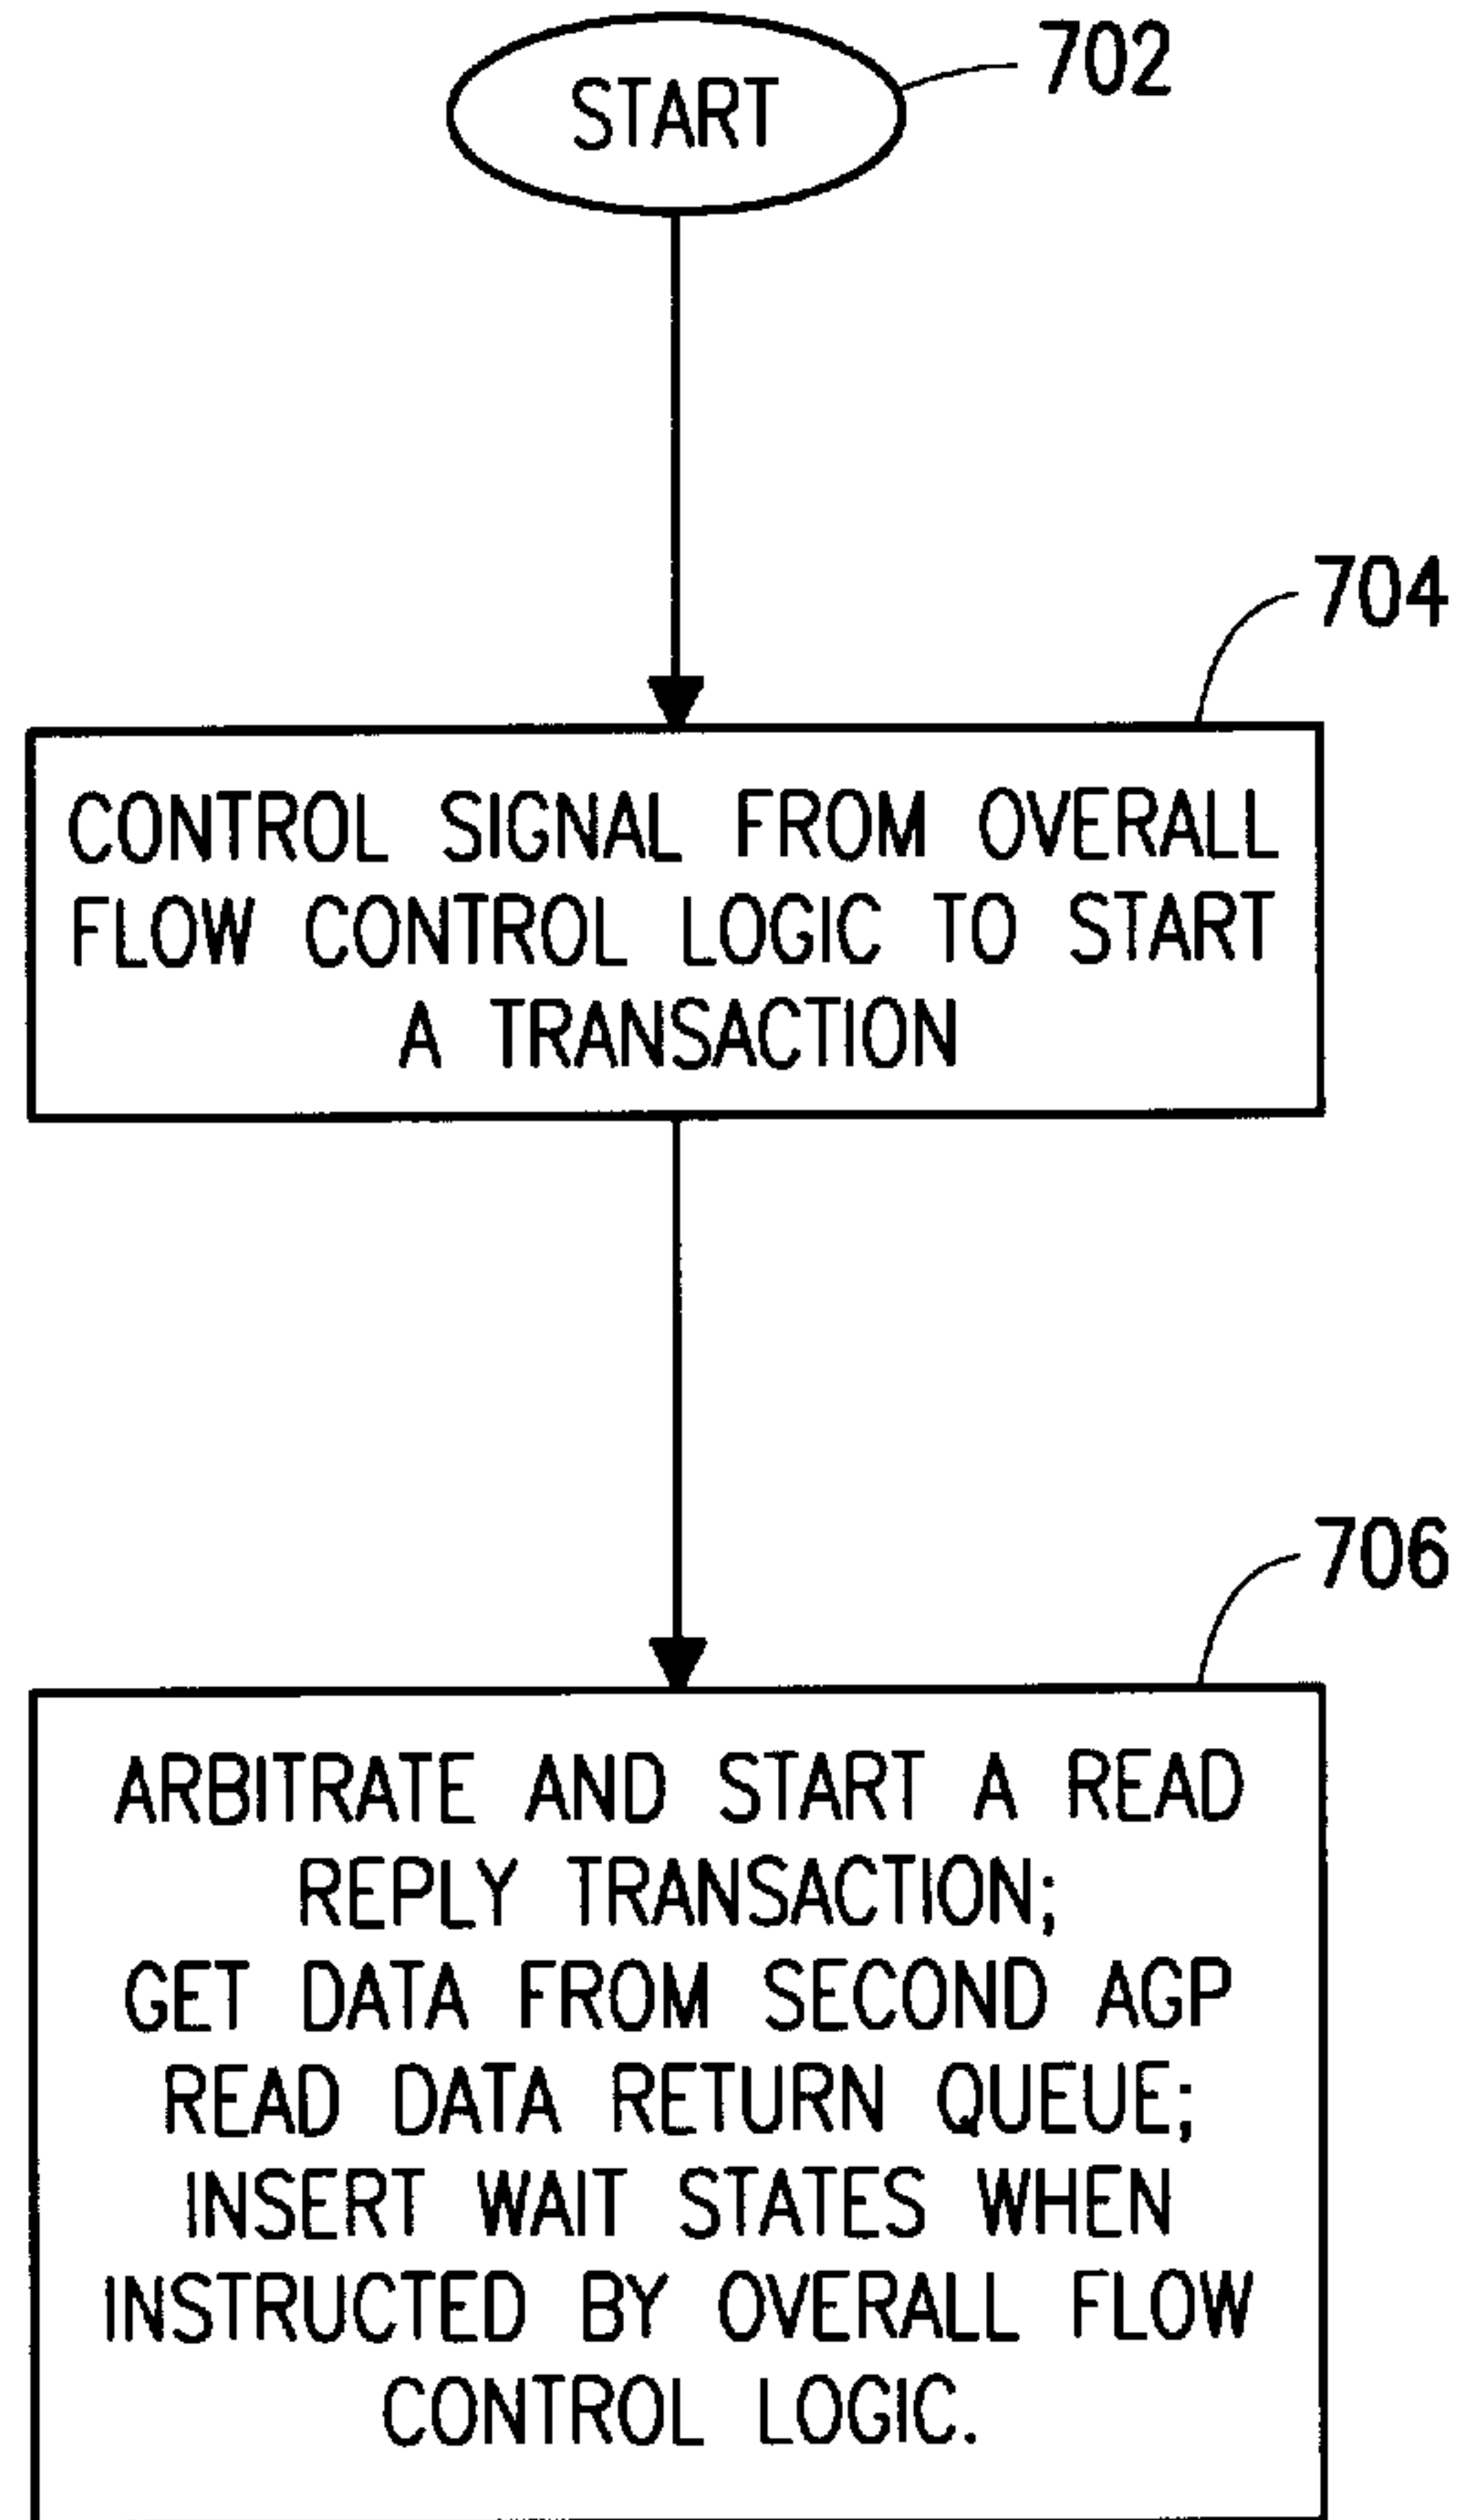 START
702
704
CONTROL SIGNAL FROM OVERALL
FLOW CONTROL LOGIC TO START
A TRANSACTION
706
ARBITRATE AND START A READ
REPLY TRANSACTION;
GET DATA FROM SECOND AGP
READ DATA RETURN QUEUE;
INSERT WAIT STATES WHEN
INSTRUCTED BY OVERALL FLOW
CONTROL LOGIC.